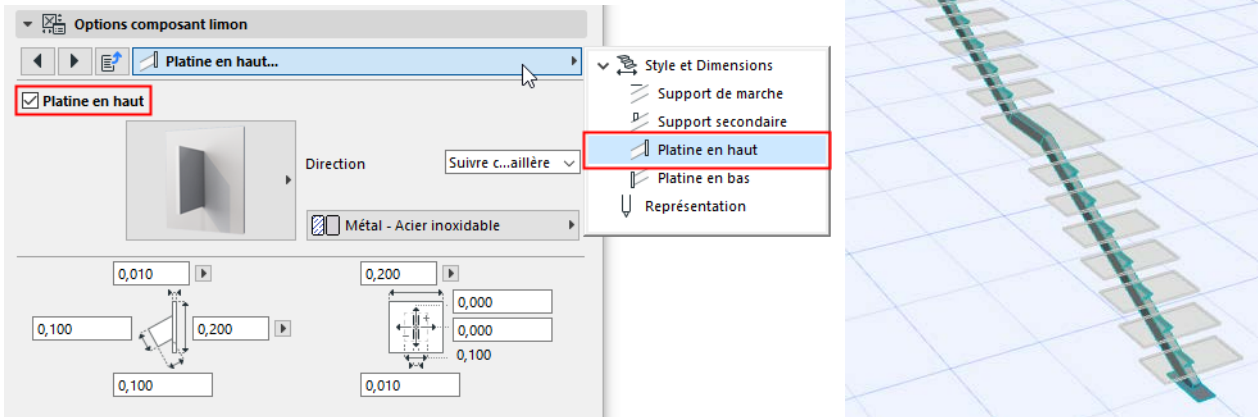 Options composant limon
Platine en haut...
Platine en haut
Direction
Suivre c...aillère
Métal - Acier inoxidable
0,010
0,100
0,200
0,100
0,200
0,000
0,000
0,100
0,010
Style et Dimensions
Support de marche
Support secondaire
Platine en haut
Platine en bas
Représentation